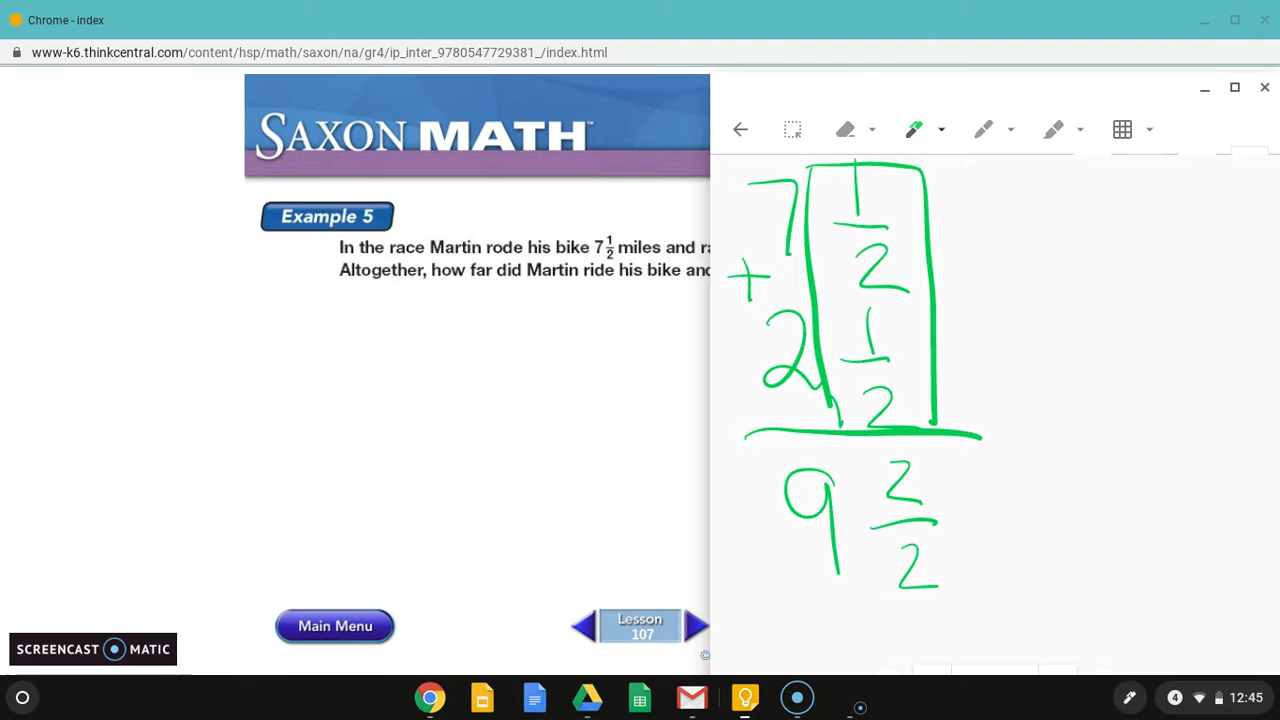 Chrome - index
www-k6.thinkcentral.com/content/hsp/math/saxon/na/gr4/ip_inter_9780547729381_/index.html
SAXON MATH™
Example 5
In the race Martin rode his bike 7 1/2 miles and
Altogether, how far did Martin ride his bike and
7 1/2
+
2 1/2
9 2/2
Main Menu
Lesson
107
©
SCREENCAST MATIC
4 12:45